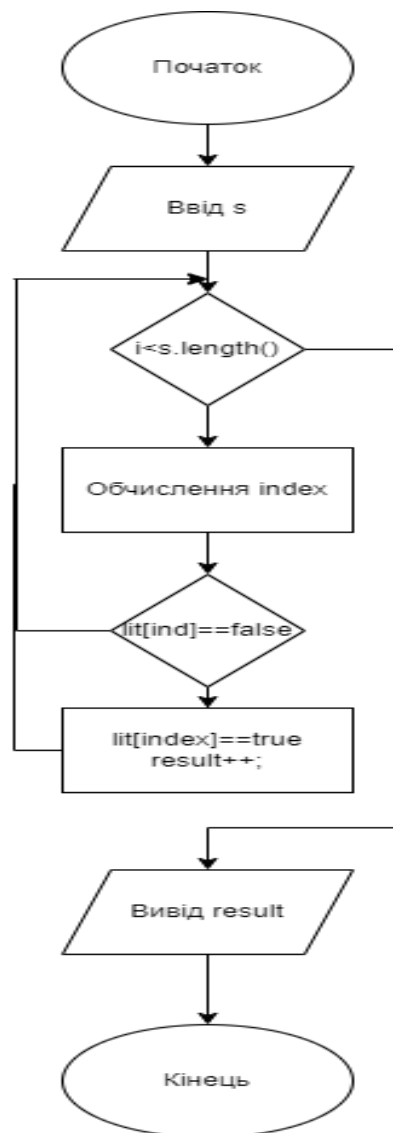 Початок
Ввід s
i<s.length()
Обчислення index
lit[ind]==false
lit[index]==true
result++;
Вивід result
Кінець